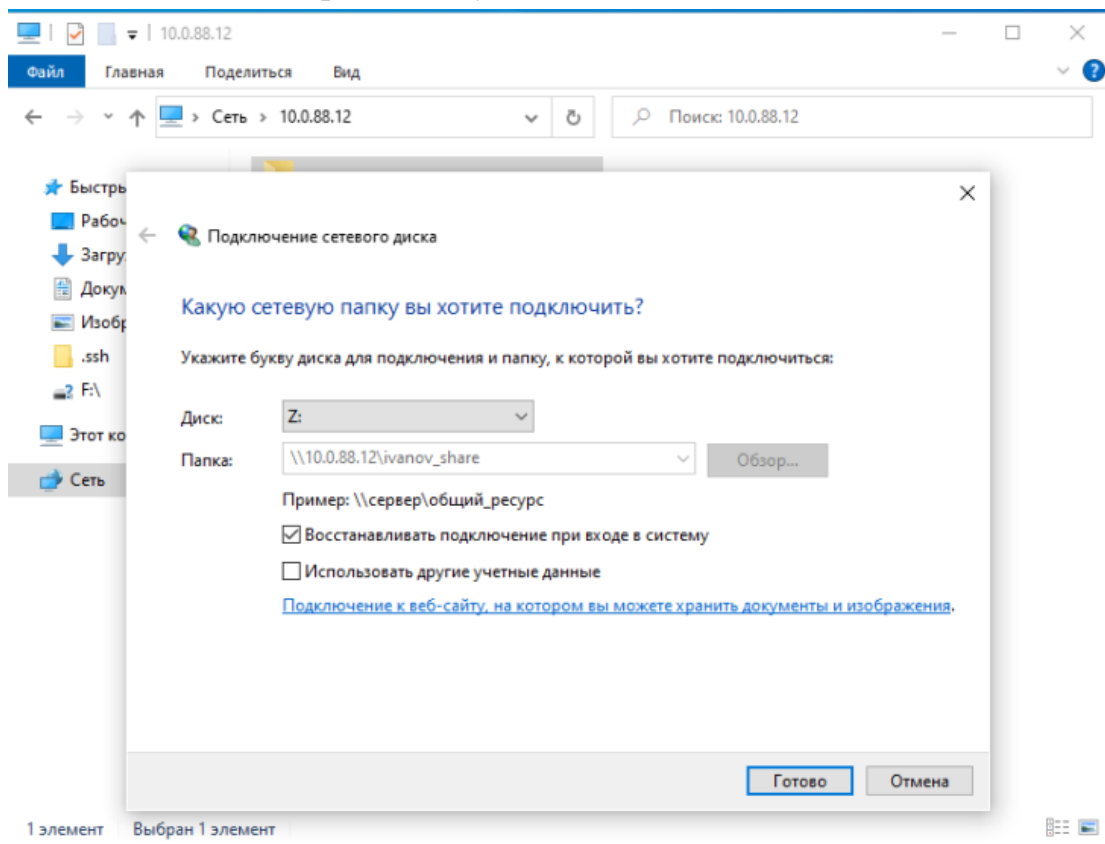 10.0.88.12
Файл Главная Поделиться Вид
Сеть > 10.0.88.12 Поиск: 10.0.88.12
Подключение сетевого диска
Какую сетевую папку вы хотите подключить?
Укажите букву диска для подключения и папку, к которой вы хотите подключиться:
.ssh
F:\
Диск: Z:
Этот ко
Папка: \\10.0.88.12\ivanov_share Обзор...
Сеть
Пример: \\сервер\общий_ресурс
Восстанавливать подключение при входе в систему
Использовать другие учетные данные
Подключение к веб-сайту, на котором вы можете хранить документы и изображения.
Готово Отмена
1 элемент Выбран 1 элемент